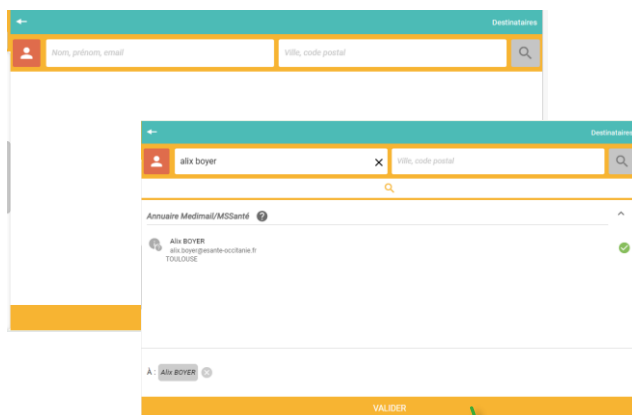 Destinataires
Nom, prénom, email
Ville, code postal
Destinataires
alix boyer
Ville, code postal
Annuaire Medimail/MSSanté
Alix BOYER
alix.boyer@esante-occitanie.fr
TOULOUSE
À : Alix BOYER
VALIDER